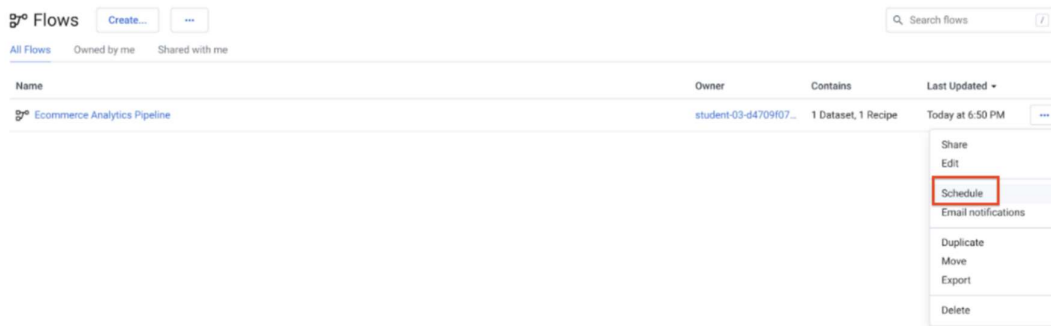 Flows Create... ... Search flows /
All Flows Owned by me Shared with me
Name Owner Contains Last Updated
Ecommerce Analytics Pipeline student-03-d4709f07... 1 Dataset, 1 Recipe Today at 6:50 PM ...
Share
Edit
Schedule
Email notifications
Duplicate
Move
Export
Delete